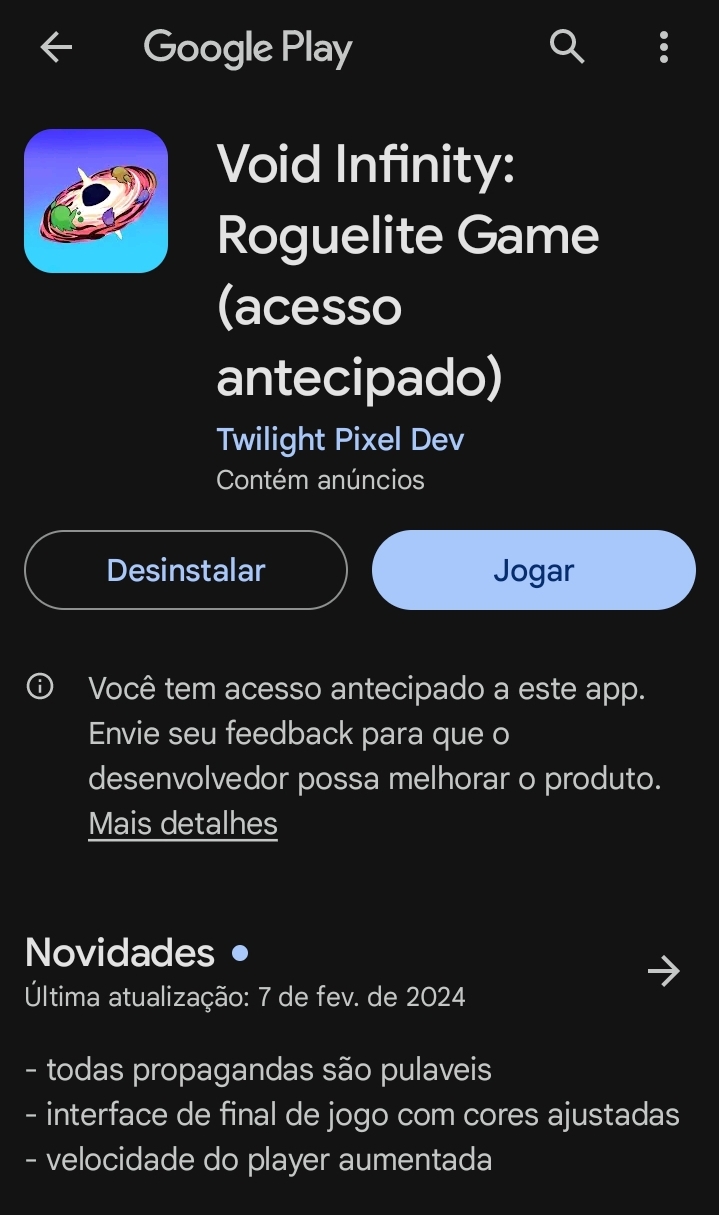 Google Play
Void Infinity:
Roguelite Game
(acesso
antecipado)
Twilight Pixel Dev
Contém anúncios
Desinstalar
Jogar
Você tem acesso antecipado a este app.
Envie seu feedback para que o
desenvolvedor possa melhorar o produto.
Mais detalhes
Novidades
Última atualização: 7 de fev. de 2024
- todas propagandas são pulaveis
- interface de final de jogo com cores ajustadas
- velocidade do player aumentada